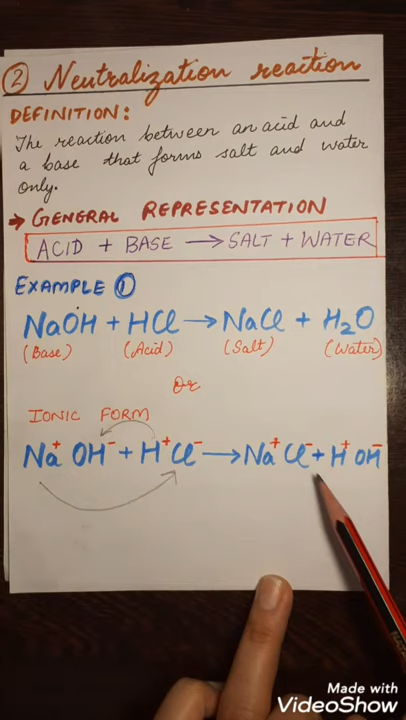 ② Neutralization reaction
DEFINITION:
The reaction between an acid and
a base that forms salt and water
only.
→ GENERAL REPRESENTATION
ACID + BASE → SALT + WATER
EXAMPLE ①
NaOH + HCl → NaCl + H₂O
(Base) (Acid) (Salt) (Water)
Or
IONIC FORM
Na⁺ OH⁻ + H⁺ Cl⁻ → Na⁺ Cl⁻ + H⁺ OH⁻
Made with
VideoShow